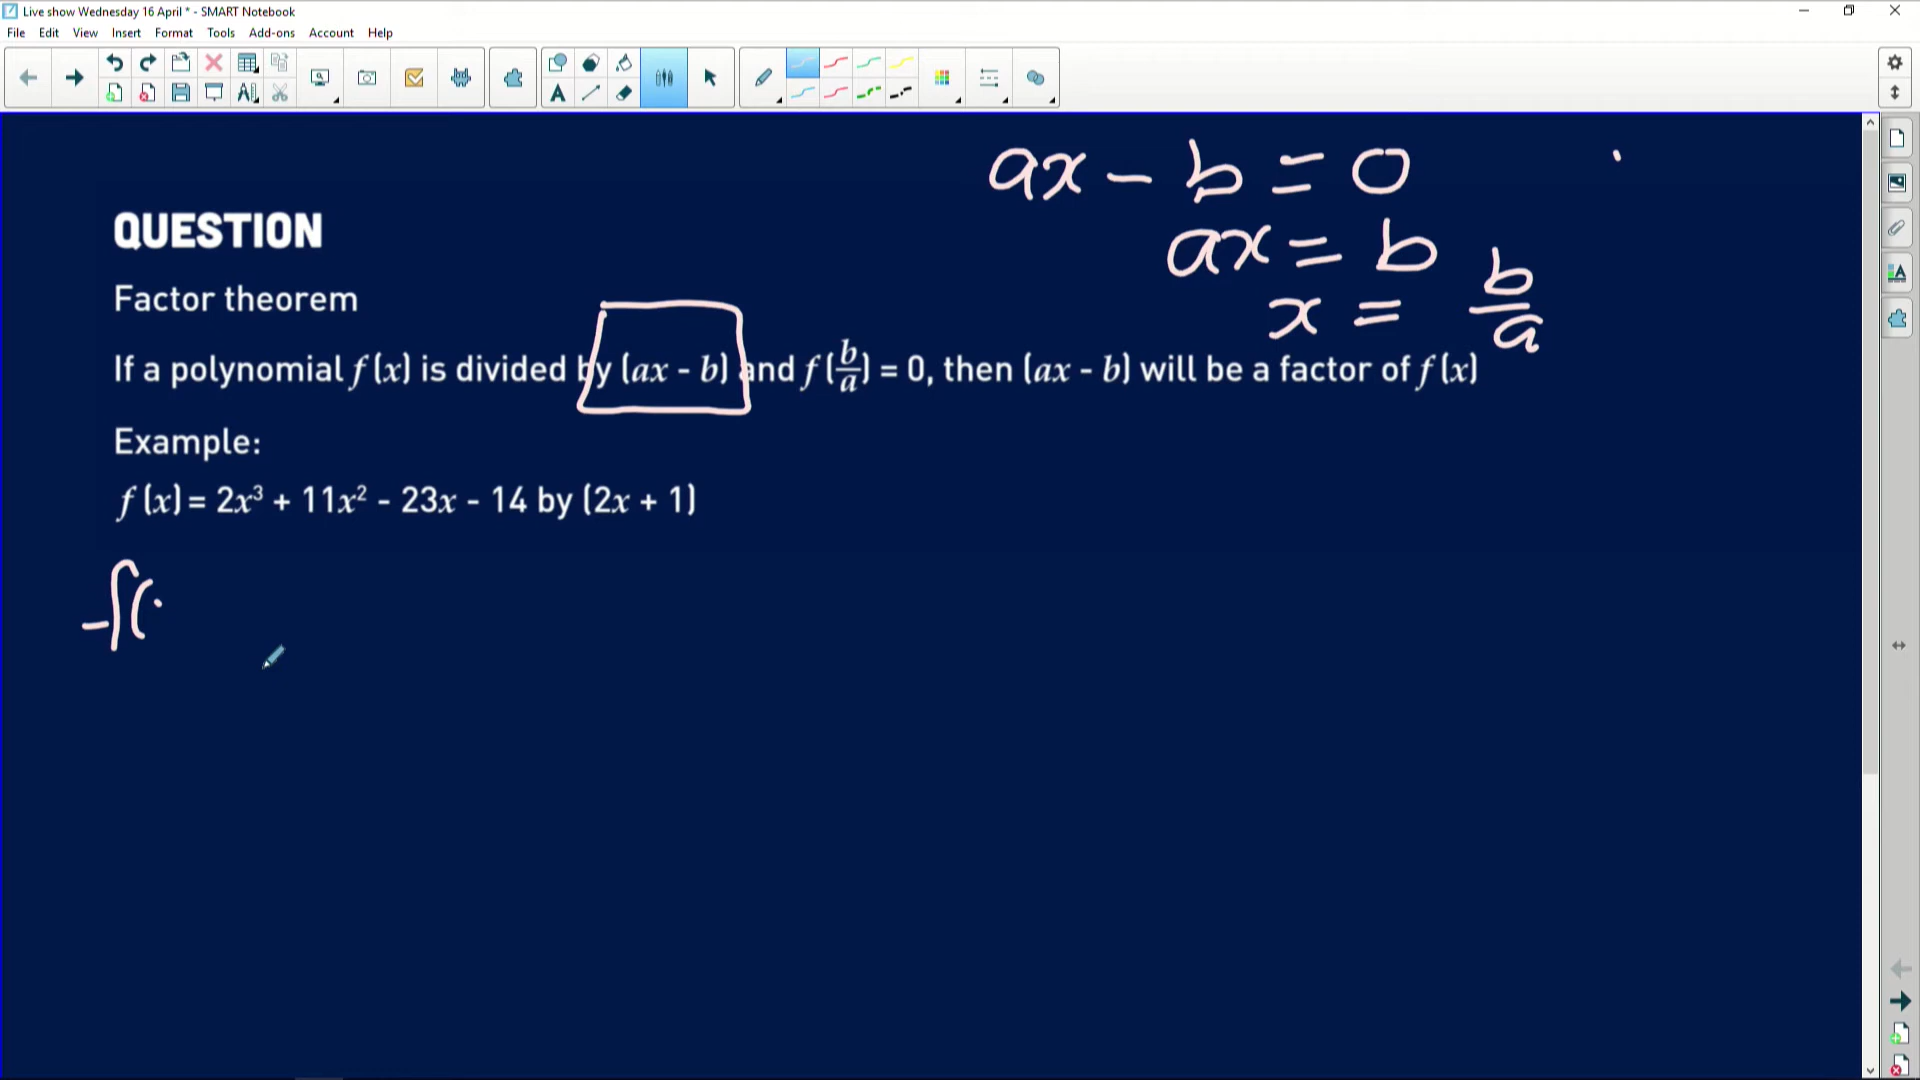 Live show Wednesday 16 April * - SMART Notebook
File Edit View Insert Format Tools Add-ons Account Help
ax - b = 0
ax = b
x = b/a
QUESTION
Factor theorem
If a polynomial f (x) is divided by (ax - b) and f (b/a) = 0, then (ax - b) will be a factor of f (x)
Example:
f (x) = 2x³ + 11x² - 23x - 14 by (2x + 1)
f(